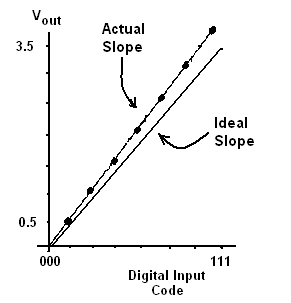 Vout
3.5
Actual
Slope
Ideal
Slope
0.5
000
111
Digital Input
Code